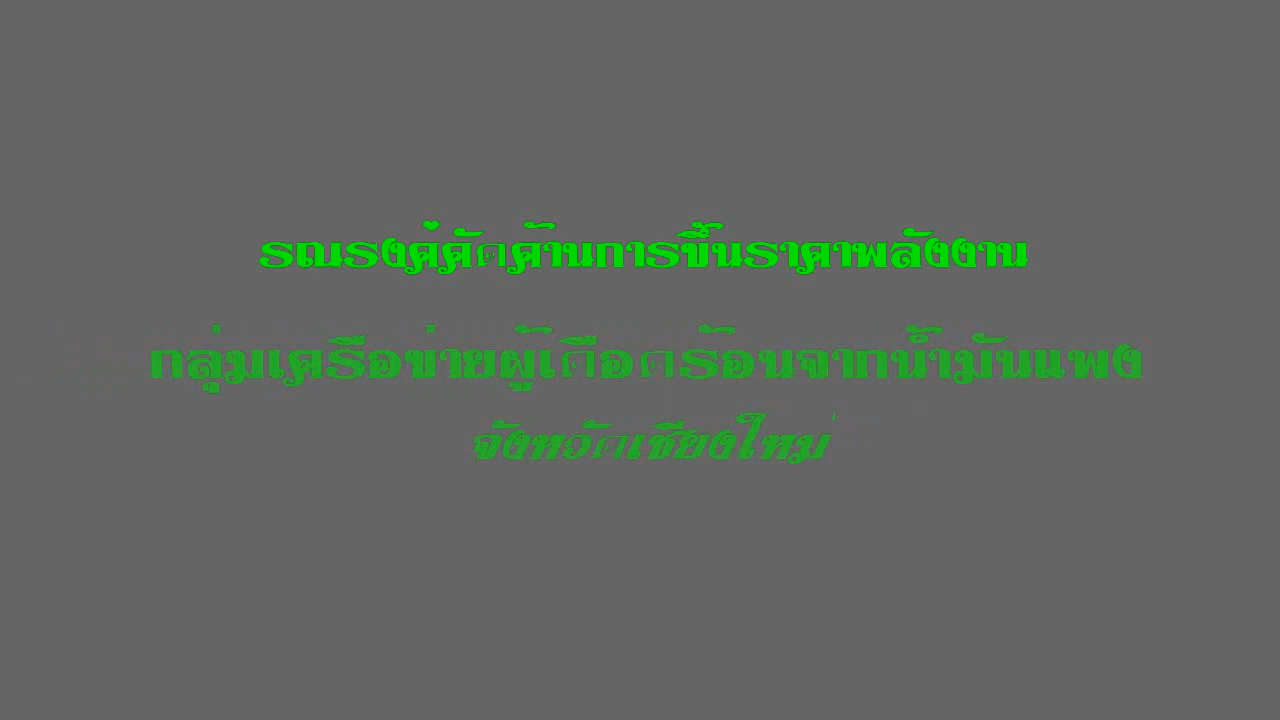 รณรงค์คัดค้านการขึ้นราคาพลังงาน
กลุ่มเครือข่ายผู้เดือดร้อนจากน้ำมันแพง
จังหวัดเชียงใหม่